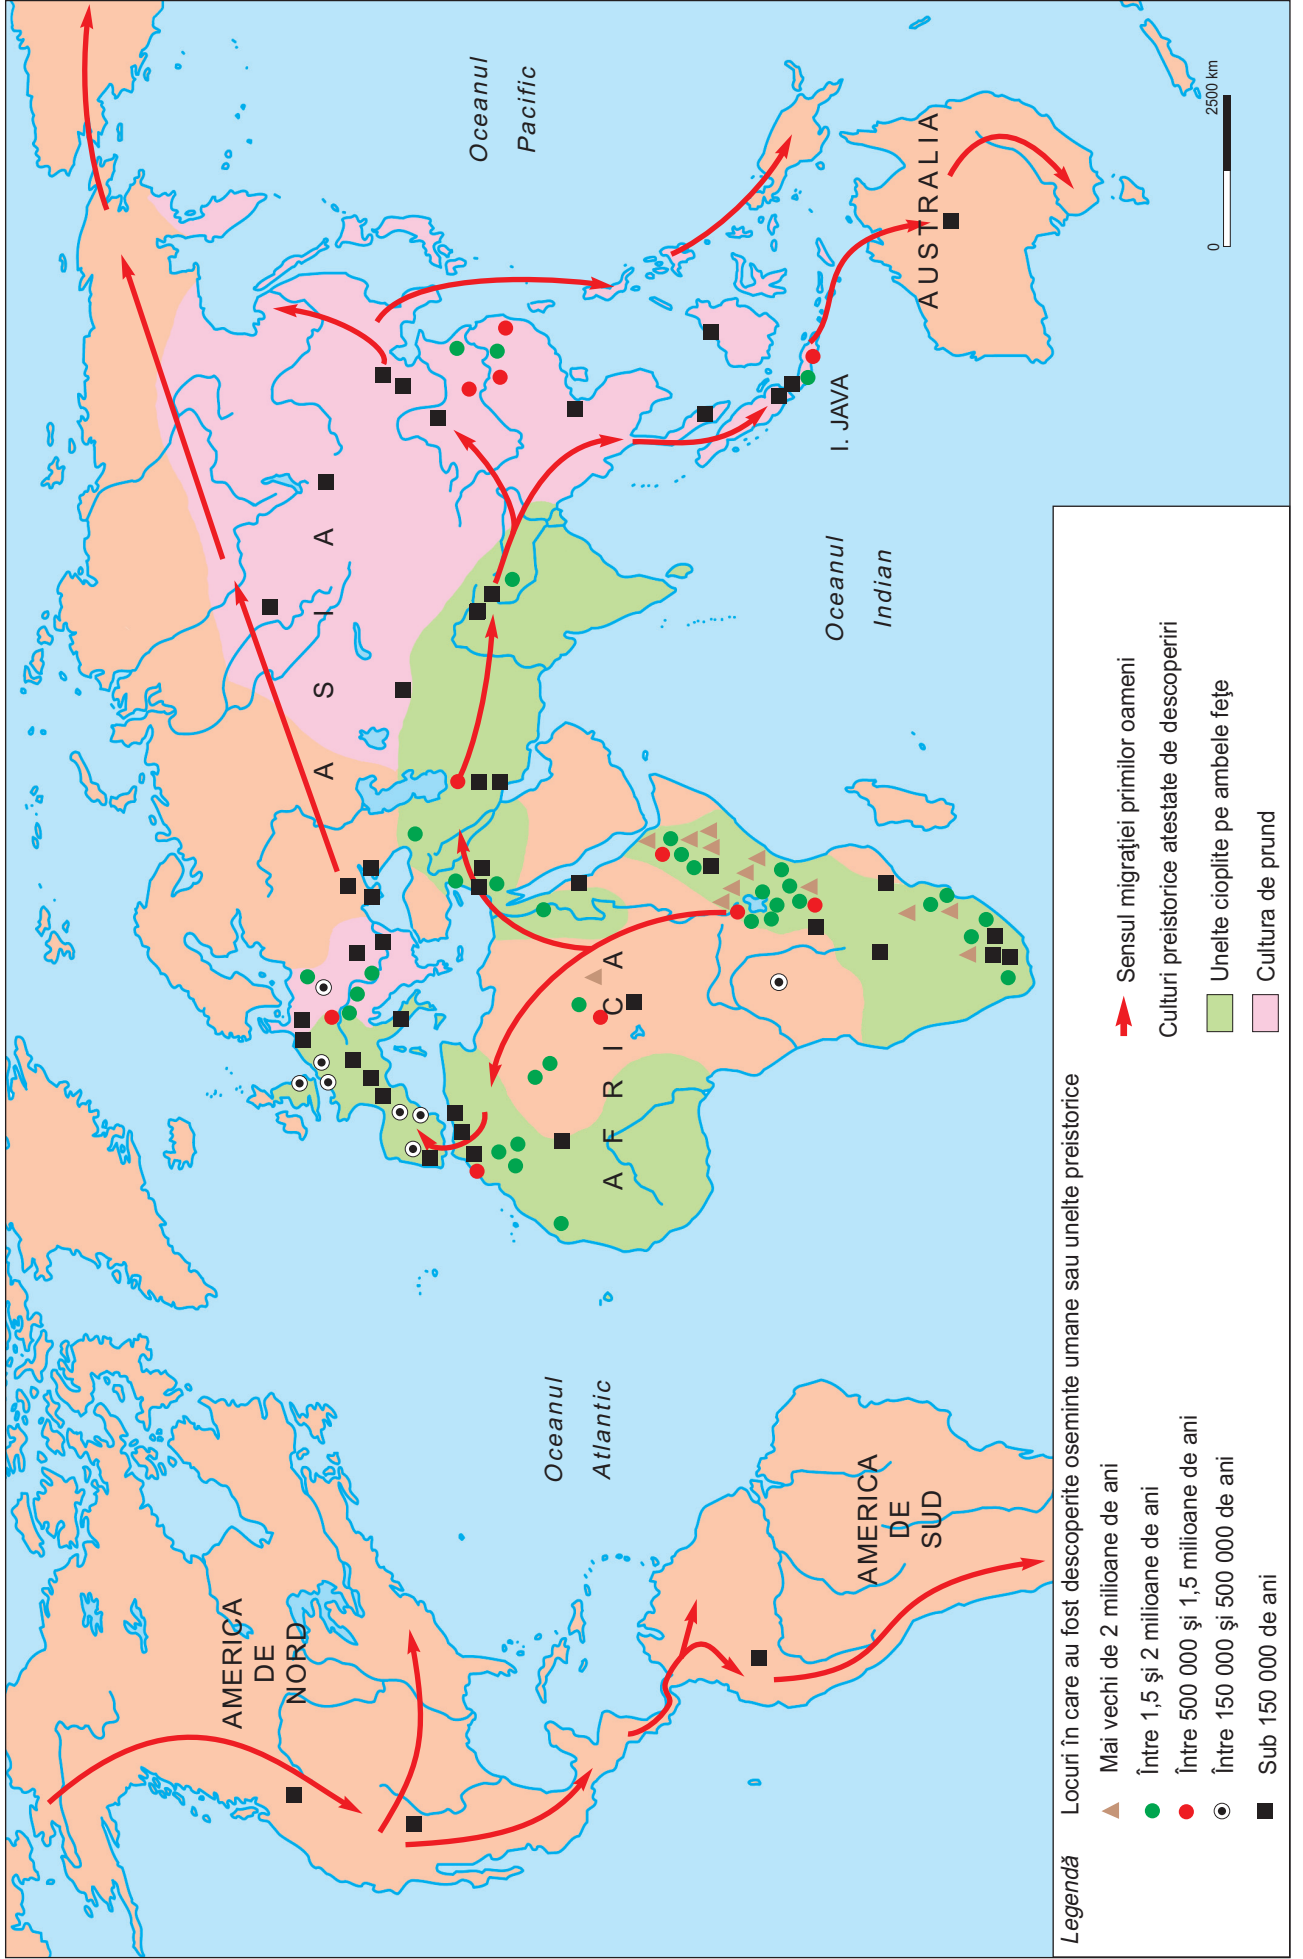 AMERICA
DE
NORD
AMERICA
DE
SUD
Oceanul
Atlantic
AFRICA
ASIA
Oceanul
Indian
I. JAVA
Oceanul
Pacific
AUSTRALIA
0 2500 km
Legendă
Locuri în care au fost descoperite oseminte umane sau unelte preistorice
Mai vechi de 2 milioane de ani
Între 1,5 şi 2 milioane de ani
Între 500 000 şi 1,5 milioane de ani
Între 150 000 şi 500 000 de ani
Sub 150 000 de ani
Sensul migraţiei primilor oameni
Culturi preistorice atestate de descoperiri
Unelte cioplite pe ambele feţe
Cultura de prund